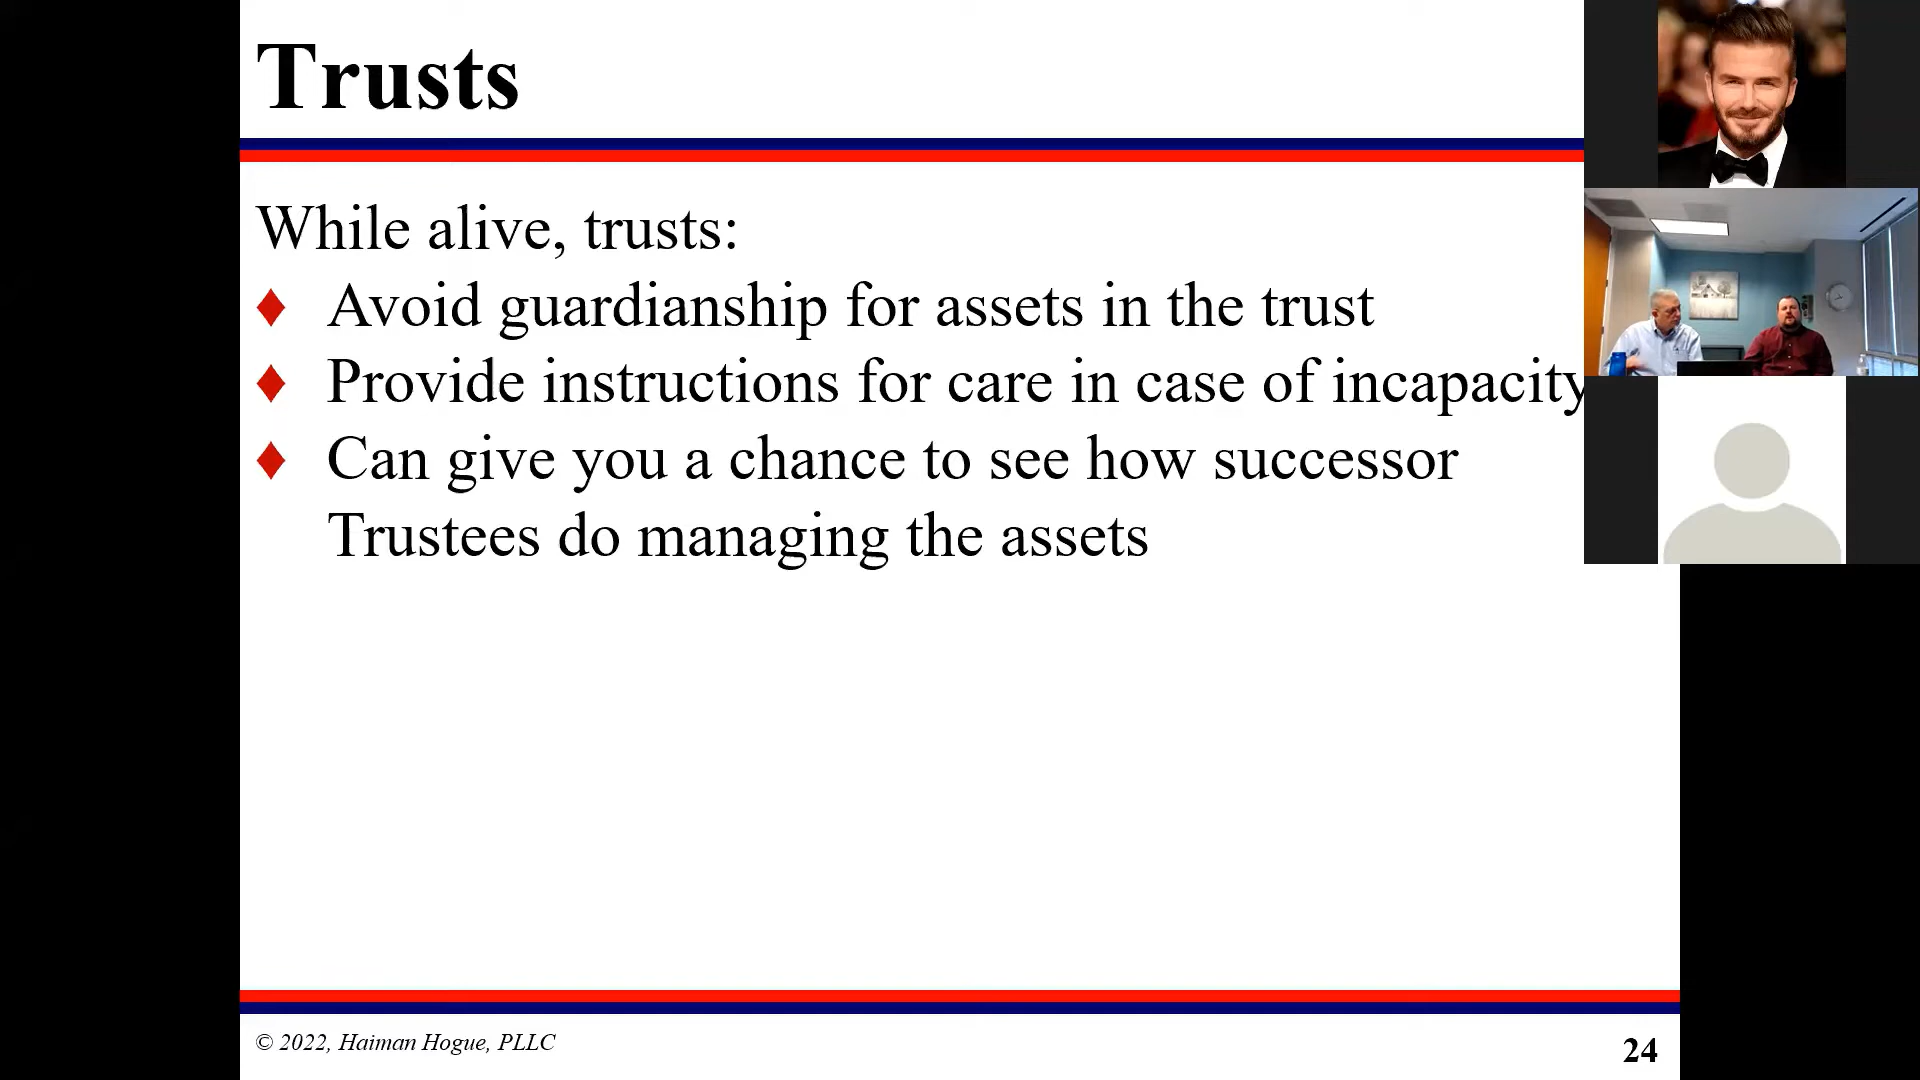 Trusts
While alive, trusts:
♦ Avoid guardianship for assets in the trust
♦ Provide instructions for care in case of incapacity
♦ Can give you a chance to see how successor
Trustees do managing the assets
© 2022, Haiman Hogue, PLLC
24